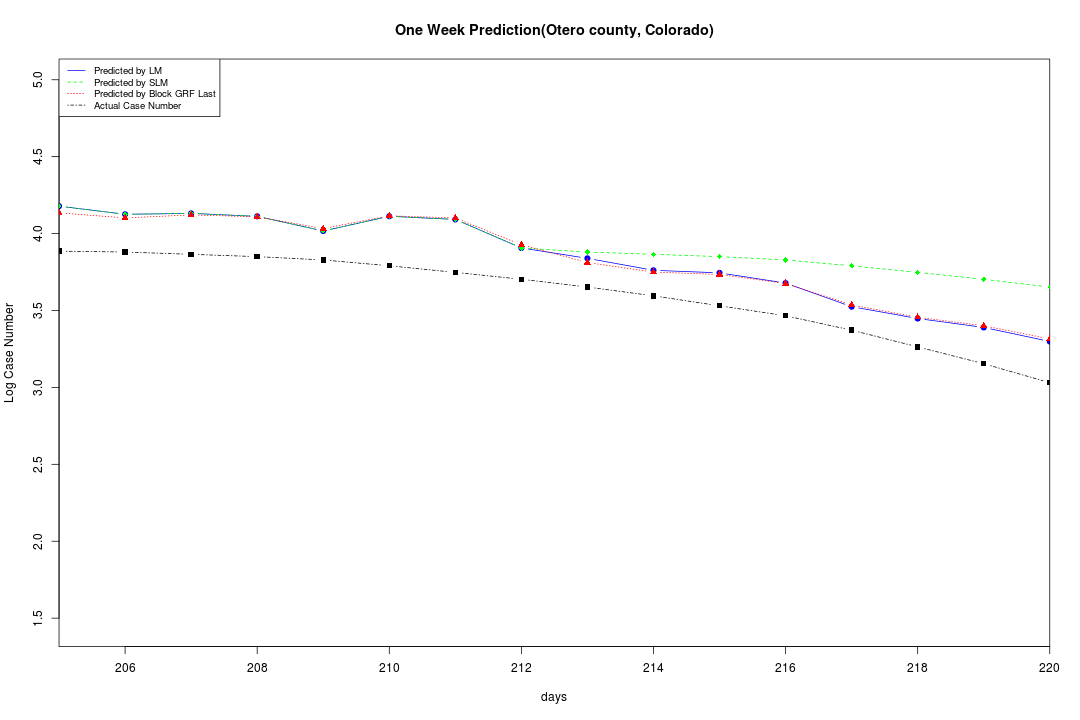 One Week Prediction(Otero county, Colorado)
Predicted by LM
Predicted by SLM
Predicted by Block GRF Last
Actual Case Number
5.0
4.5
4.0
3.5
3.0
2.5
2.0
1.5
Log Case Number
206 208 210 212 214 216 218 220
days